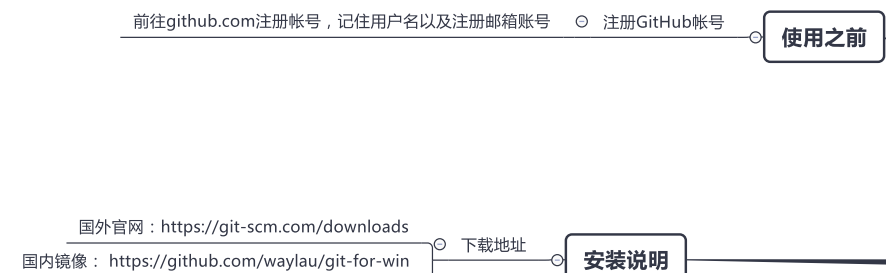 前往github.com注册帐号，记住用户名以及注册邮箱账号
注册GitHub帐号
使用之前
国外官网：https://git-scm.com/downloads
下载地址
国内镜像： https://github.com/waylau/git-for-win
安装说明